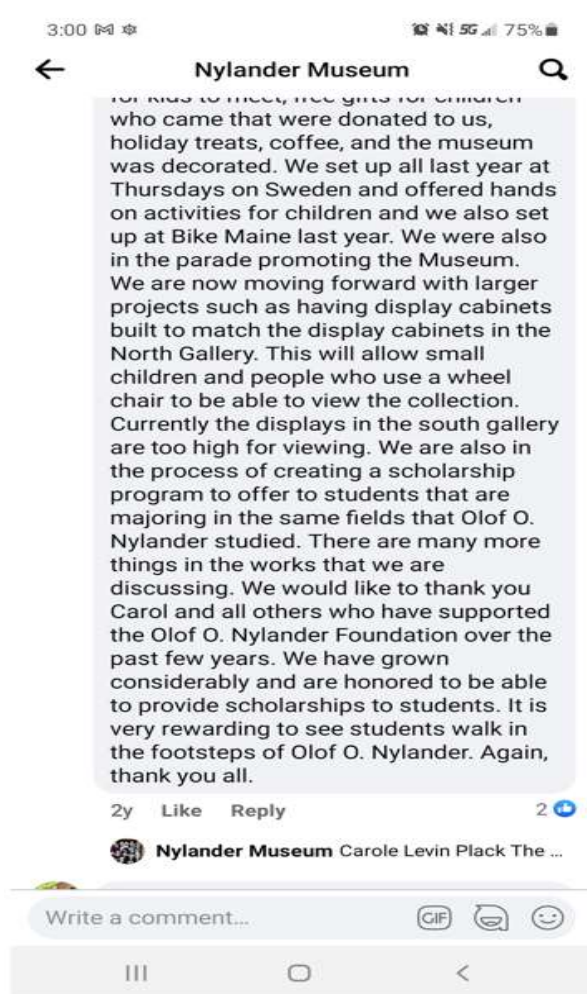 3:00
5G 75%
Nylander Museum
for kids to meet, free gifts for children
who came that were donated to us,
holiday treats, coffee, and the museum
was decorated. We set up all last year at
Thursdays on Sweden and offered hands
on activities for children and we also set
up at Bike Maine last year. We were also
in the parade promoting the Museum.
We are now moving forward with larger
projects such as having display cabinets
built to match the display cabinets in the
North Gallery. This will allow small
children and people who use a wheel
chair to be able to view the collection.
Currently the displays in the south gallery
are too high for viewing. We are also in
the process of creating a scholarship
program to offer to students that are
majoring in the same fields that Olof O.
Nylander studied. There are many more
things in the works that we are
discussing. We would like to thank you
Carol and all others who have supported
the Olof O. Nylander Foundation over the
past few years. We have grown
considerably and are honored to be able
to provide scholarships to students. It is
very rewarding to see students walk in
the footsteps of Olof O. Nylander. Again,
thank you all.
2y Like Reply 2
Nylander Museum Carole Levin Plack The ...
Write a comment... GIF